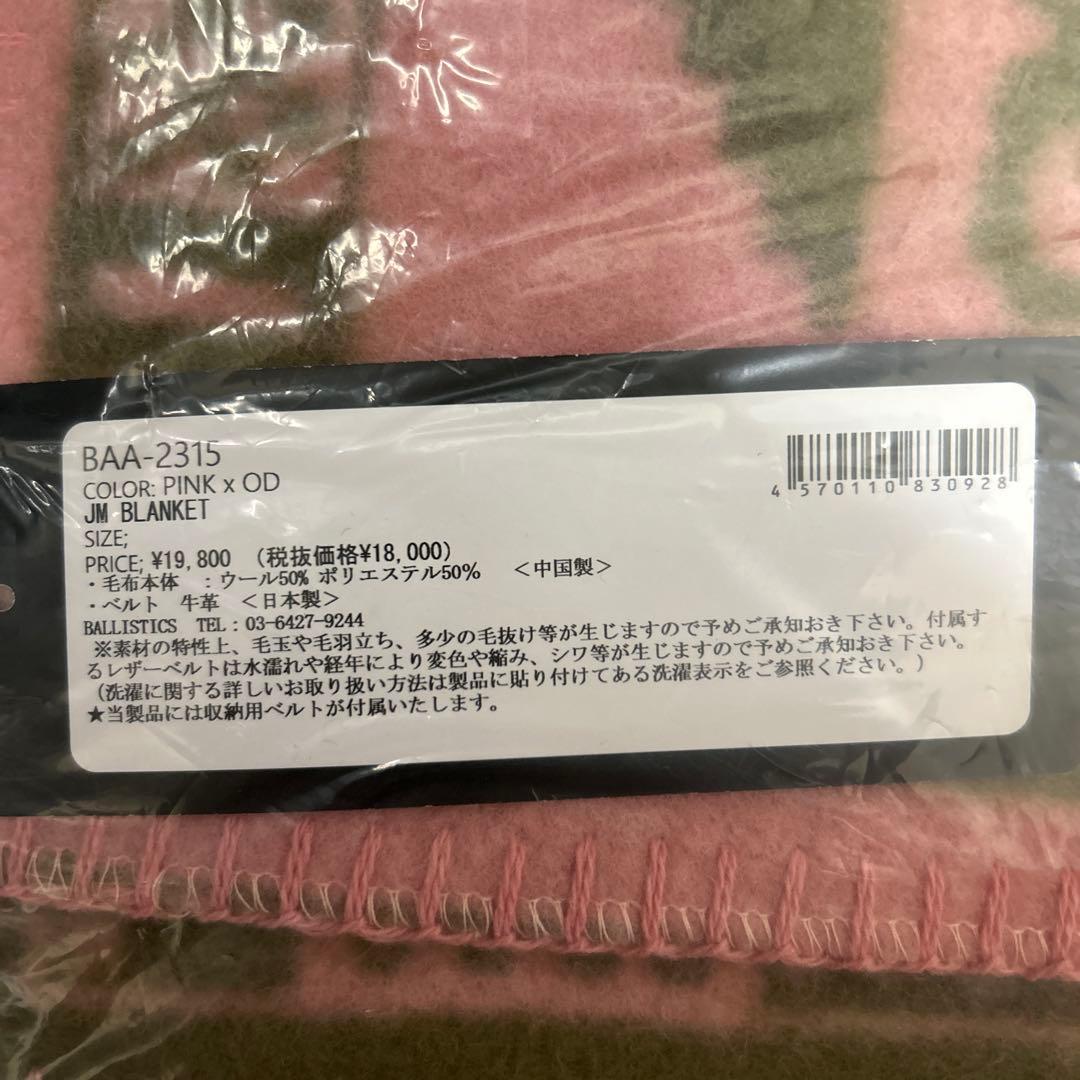 BAA-2315
COLOR: PINK x OD
JM BLANKET
SIZE;
PRICE; ¥19,800 (税抜価格¥18,000)
・毛布本体 : ウール50% ポリエステル50% <中国製>
・ベルト 牛革 <日本製>
BALLISTICS TEL : 03-6427-9244
※素材の特性上、毛玉や毛羽立ち、多少の毛抜け等が生じますので予めご承知おき下さい。付属す
るレザーベルトは水濡れや経年により変色や縮み、シワ等が生じますので予めご承知おき下さい。
(洗濯に関する詳しいお取り扱い方法は製品に貼り付けてある洗濯表示をご参照ください。)
★当製品には収納用ベルトが付属いたします。
4 570110 830928